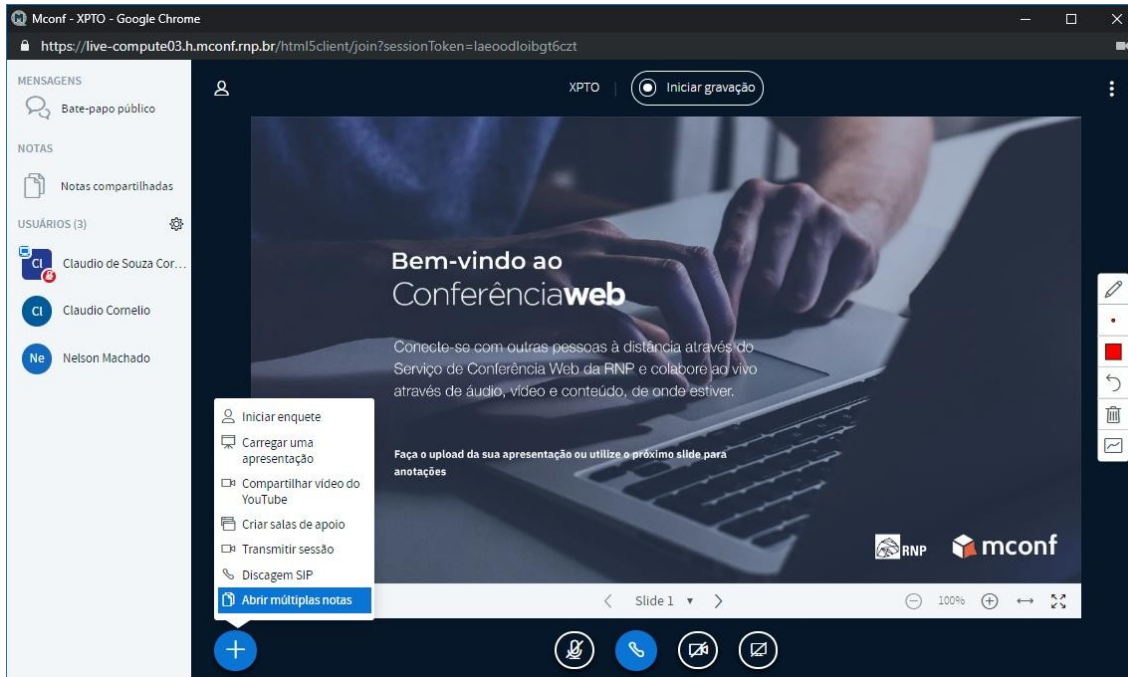 Mconf - XPTO - Google Chrome
https://live-compute03.h.mconf.rnp.br/html5client/join?sessionToken=laeoodloibgt6czt
MENSAGENS
Bate-papo público
NOTAS
Notas compartilhadas
USUÁRIOS (3)
CI
Claudio de Souza Cor...
CI
Claudio Cornelio
Ne
Nelson Machado
XPTO
Iniciar gravação
Bem-vindo ao
Conferênciaweb
Conecte-se com outras pessoas à distância através do
Serviço de Conferência Web da RNP e colabore ao vivo
através de áudio, vídeo e conteúdo, de onde estiver.
Faça o upload da sua apresentação ou utilize o próximo slide para
anotações
RNP
mconf
Iniciar enquete
Carregar uma
apresentação
Compartilhar vídeo do
YouTube
Criar salas de apoio
Transmitir sessão
Discagem SIP
Abrir múltiplas notas
Slide 1
100%